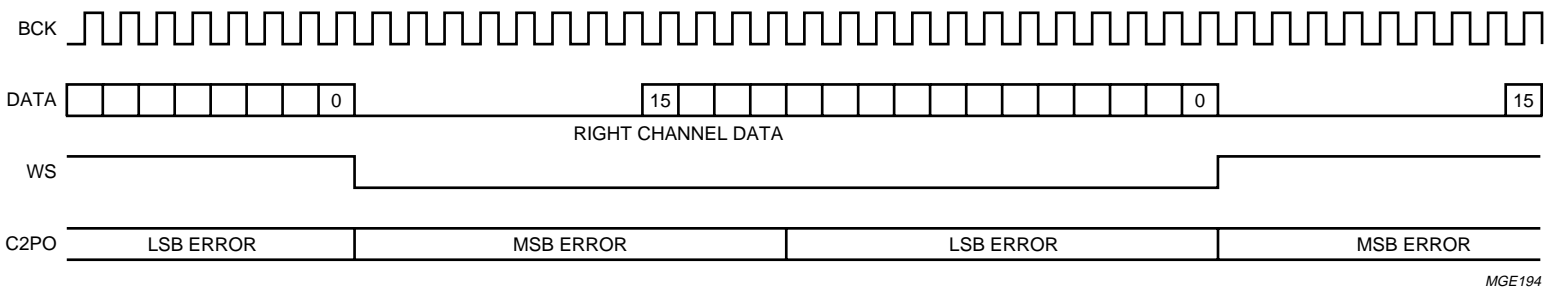 BCK
DATA 0 15 0 15
RIGHT CHANNEL DATA
WS
C2PO LSB ERROR MSB ERROR LSB ERROR MSB ERROR
MGE194